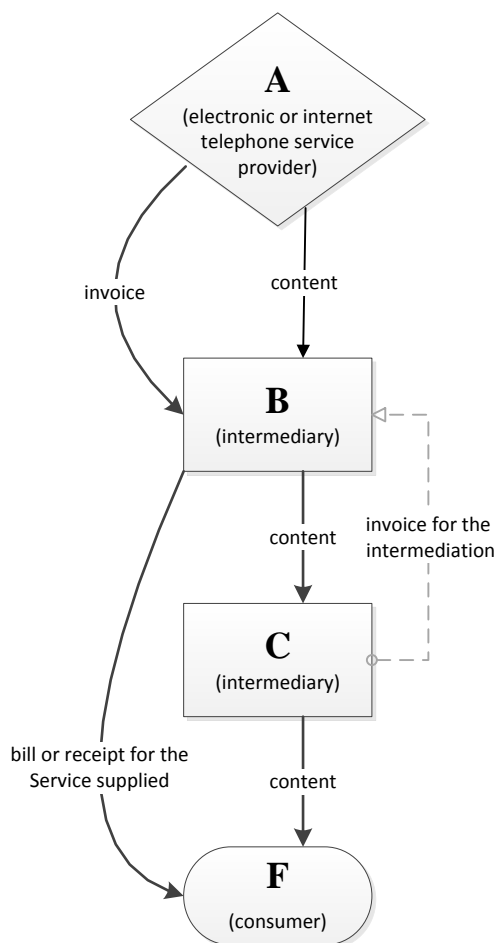 A
(electronic or internet
telephone service
provider)
invoice
content
B
(intermediary)
content
invoice for the
intermediation
C
(intermediary)
bill or receipt for the
Service supplied
content
F
(consumer)